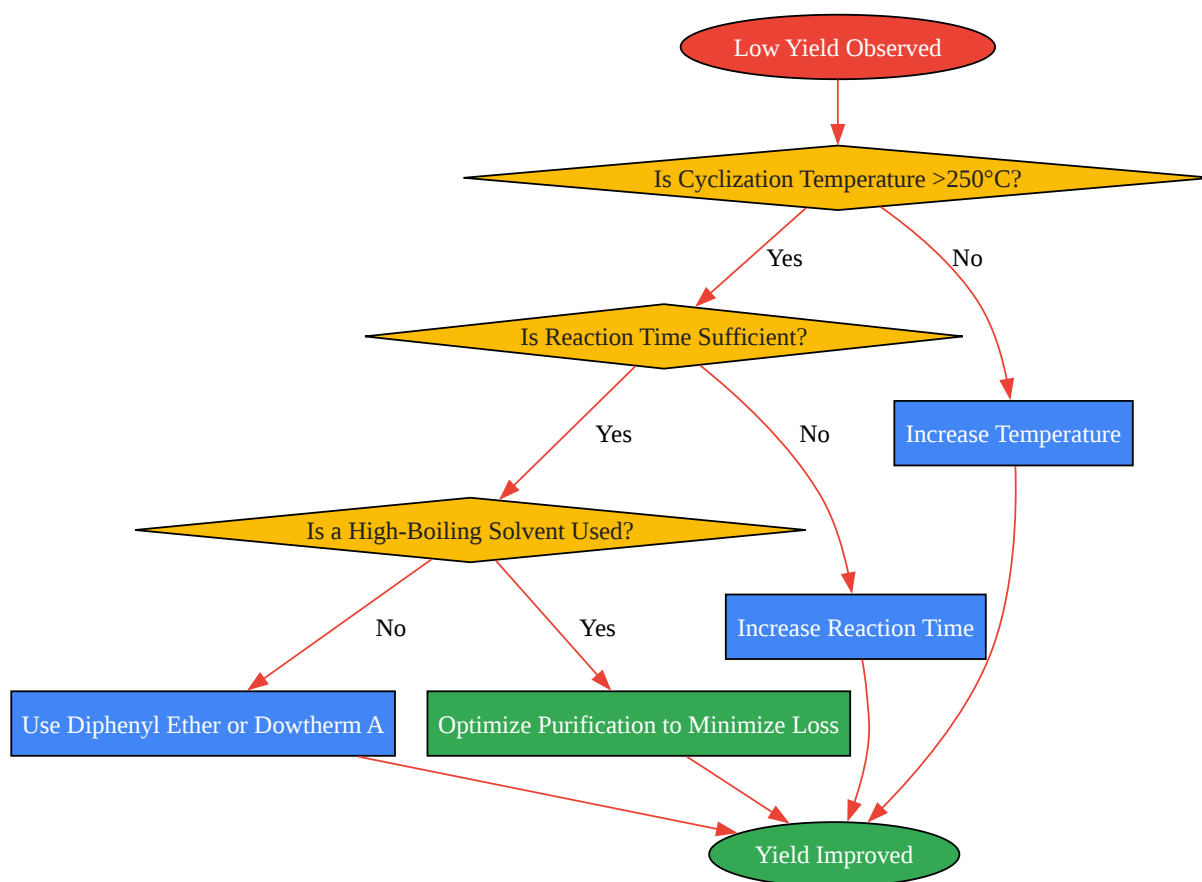 Low Yield Observed
Is Cyclization Temperature >250°C?
Yes
No
Is Reaction Time Sufficient?
Yes
No
Increase Temperature
Is a High-Boiling Solvent Used?
No
Yes
Increase Reaction Time
Use Diphenyl Ether or Dowtherm A
Optimize Purification to Minimize Loss
Yield Improved